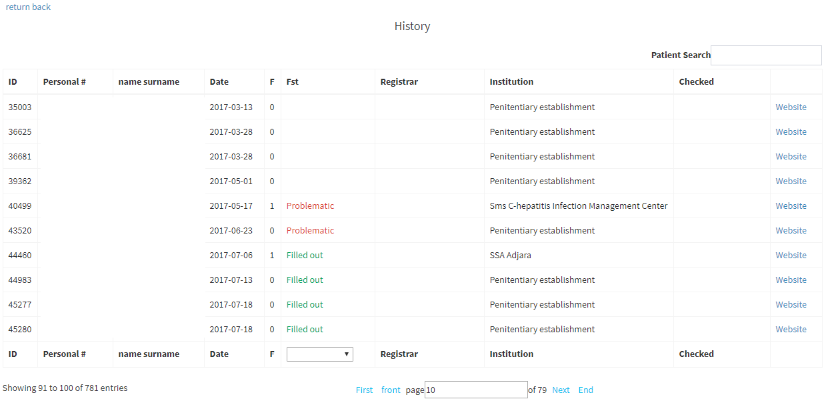 return back
History
Patient Search
ID Personal # name surname Date F Fst Registrar Institution Checked
35003 2017-03-13 0 Penitentiary establishment Website
36625 2017-03-28 0 Penitentiary establishment Website
36681 2017-03-28 0 Penitentiary establishment Website
39362 2017-05-01 0 Penitentiary establishment Website
40499 2017-05-17 1 Problematic Sms C-hepatitis Infection Management Center Website
43520 2017-06-23 0 Problematic Penitentiary establishment Website
44460 2017-07-06 1 Filled out SSA Adjara Website
44983 2017-07-13 0 Filled out Penitentiary establishment Website
45277 2017-07-18 0 Filled out Penitentiary establishment Website
45280 2017-07-18 0 Filled out Penitentiary establishment Website
ID Personal # name surname Date F Registrar Institution Checked
Showing 91 to 100 of 781 entries First front page 10 of 79 Next End